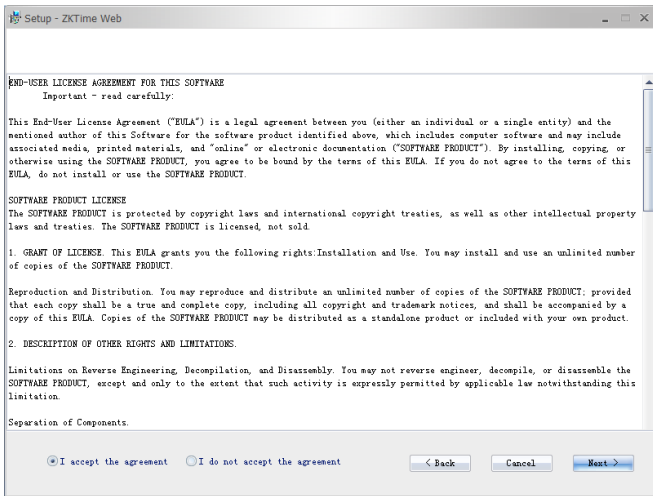 Setup - ZKTime Web
END-USER LICENSE AGREEMENT FOR THIS SOFTWARE
Important - read carefully:
This End-User License Agreement ("EULA") is a legal agreement between you (either an individual or a single entity) and the
mentioned author of this Software for the software product identified above, which includes computer software and may include
associated media, printed materials, and "online" or electronic documentation ("SOFTWARE PRODUCT"). By installing, copying, or
otherwise using the SOFTWARE PRODUCT, you agree to be bound by the terms of this EULA. If you do not agree to the terms of this
EULA, do not install or use the SOFTWARE PRODUCT.
SOFTWARE PRODUCT LICENSE
The SOFTWARE PRODUCT is protected by copyright laws and international copyright treaties, as well as other intellectual property
laws and treaties. The SOFTWARE PRODUCT is licensed, not sold.
1. GRANT OF LICENSE. This EULA grants you the following rights:Installation and Use. You may install and use an unlimited number
of copies of the SOFTWARE PRODUCT.
Reproduction and Distribution. You may reproduce and distribute an unlimited number of copies of the SOFTWARE PRODUCT; provided
that each copy shall be a true and complete copy, including all copyright and trademark notices, and shall be accompanied by a
copy of this EULA. Copies of the SOFTWARE PRODUCT may be distributed as a standalone product or included with your own product.
2. DESCRIPTION OF OTHER RIGHTS AND LIMITATIONS.
Limitations on Reverse Engineering, Decompilation, and Disassembly. You may not reverse engineer, decompile, or disassemble the
SOFTWARE PRODUCT, except and only to the extent that such activity is expressly permitted by applicable law notwithstanding this
limitation.
Separation of Components.
I accept the agreement I do not accept the agreement < Back Cancel Next >